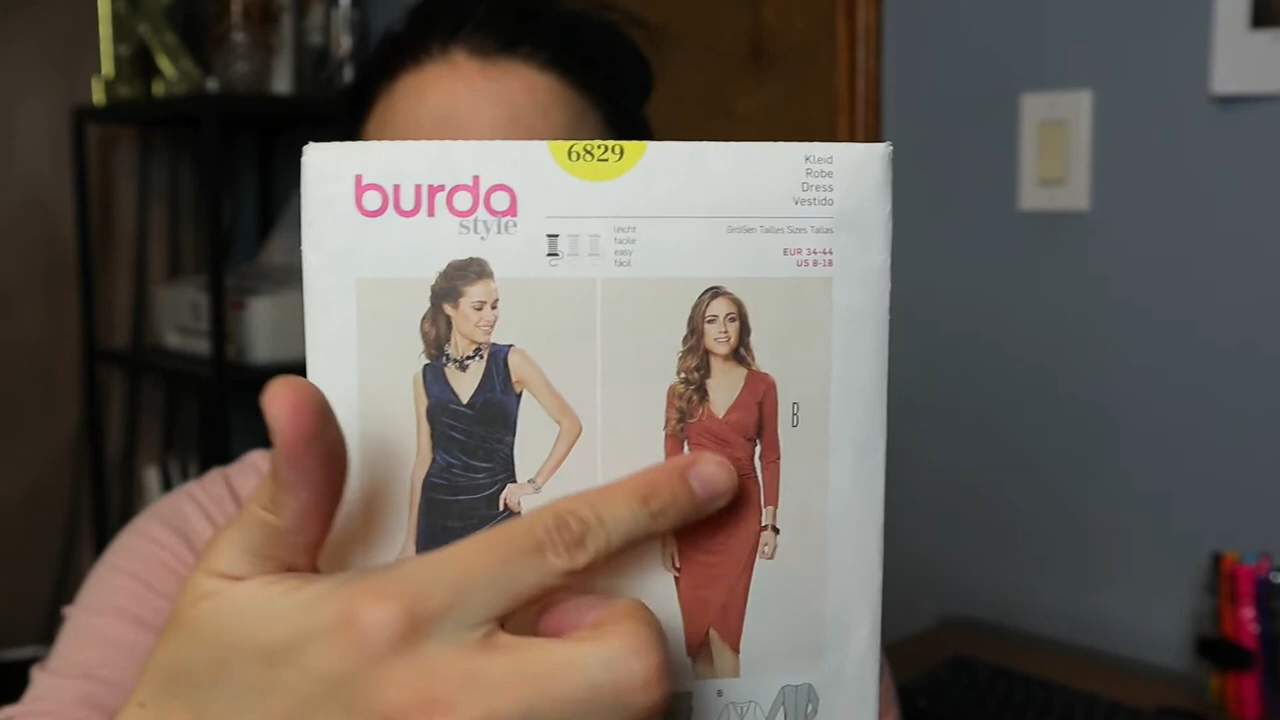 6829
burda
style
Kleid
Robe
Dress
Vestido
leicht
facile
easy
fácil
Größen Tailles Sizes Tallas
EUR 34-44
US 8-18
B
B